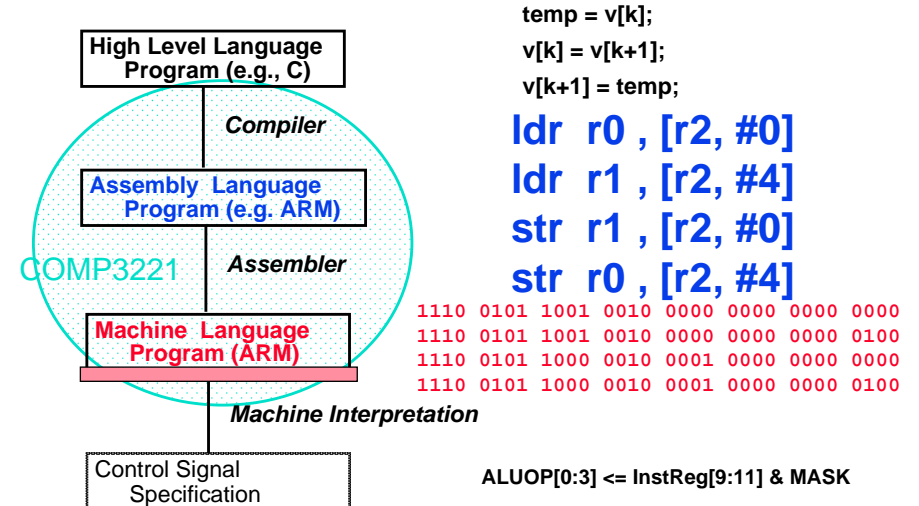 temp = v[k];
v[k] = v[k+1];
v[k+1] = temp;
High Level Language
Program (e.g., C)
Compiler
ldr r0 , [r2, #0]
ldr r1 , [r2, #4]
str r1 , [r2, #0]
str r0 , [r2, #4]
Assembly Language
Program (e.g. ARM)
COMP3221
Assembler
1110 0101 1001 0010 0000 0000 0000 0000
1110 0101 1001 0010 0000 0000 0000 0100
1110 0101 1000 0010 0001 0000 0000 0000
1110 0101 1000 0010 0001 0000 0000 0100
Machine Language
Program (ARM)
Machine Interpretation
Control Signal
Specification
ALUOP[0:3] <= InstReg[9:11] & MASK